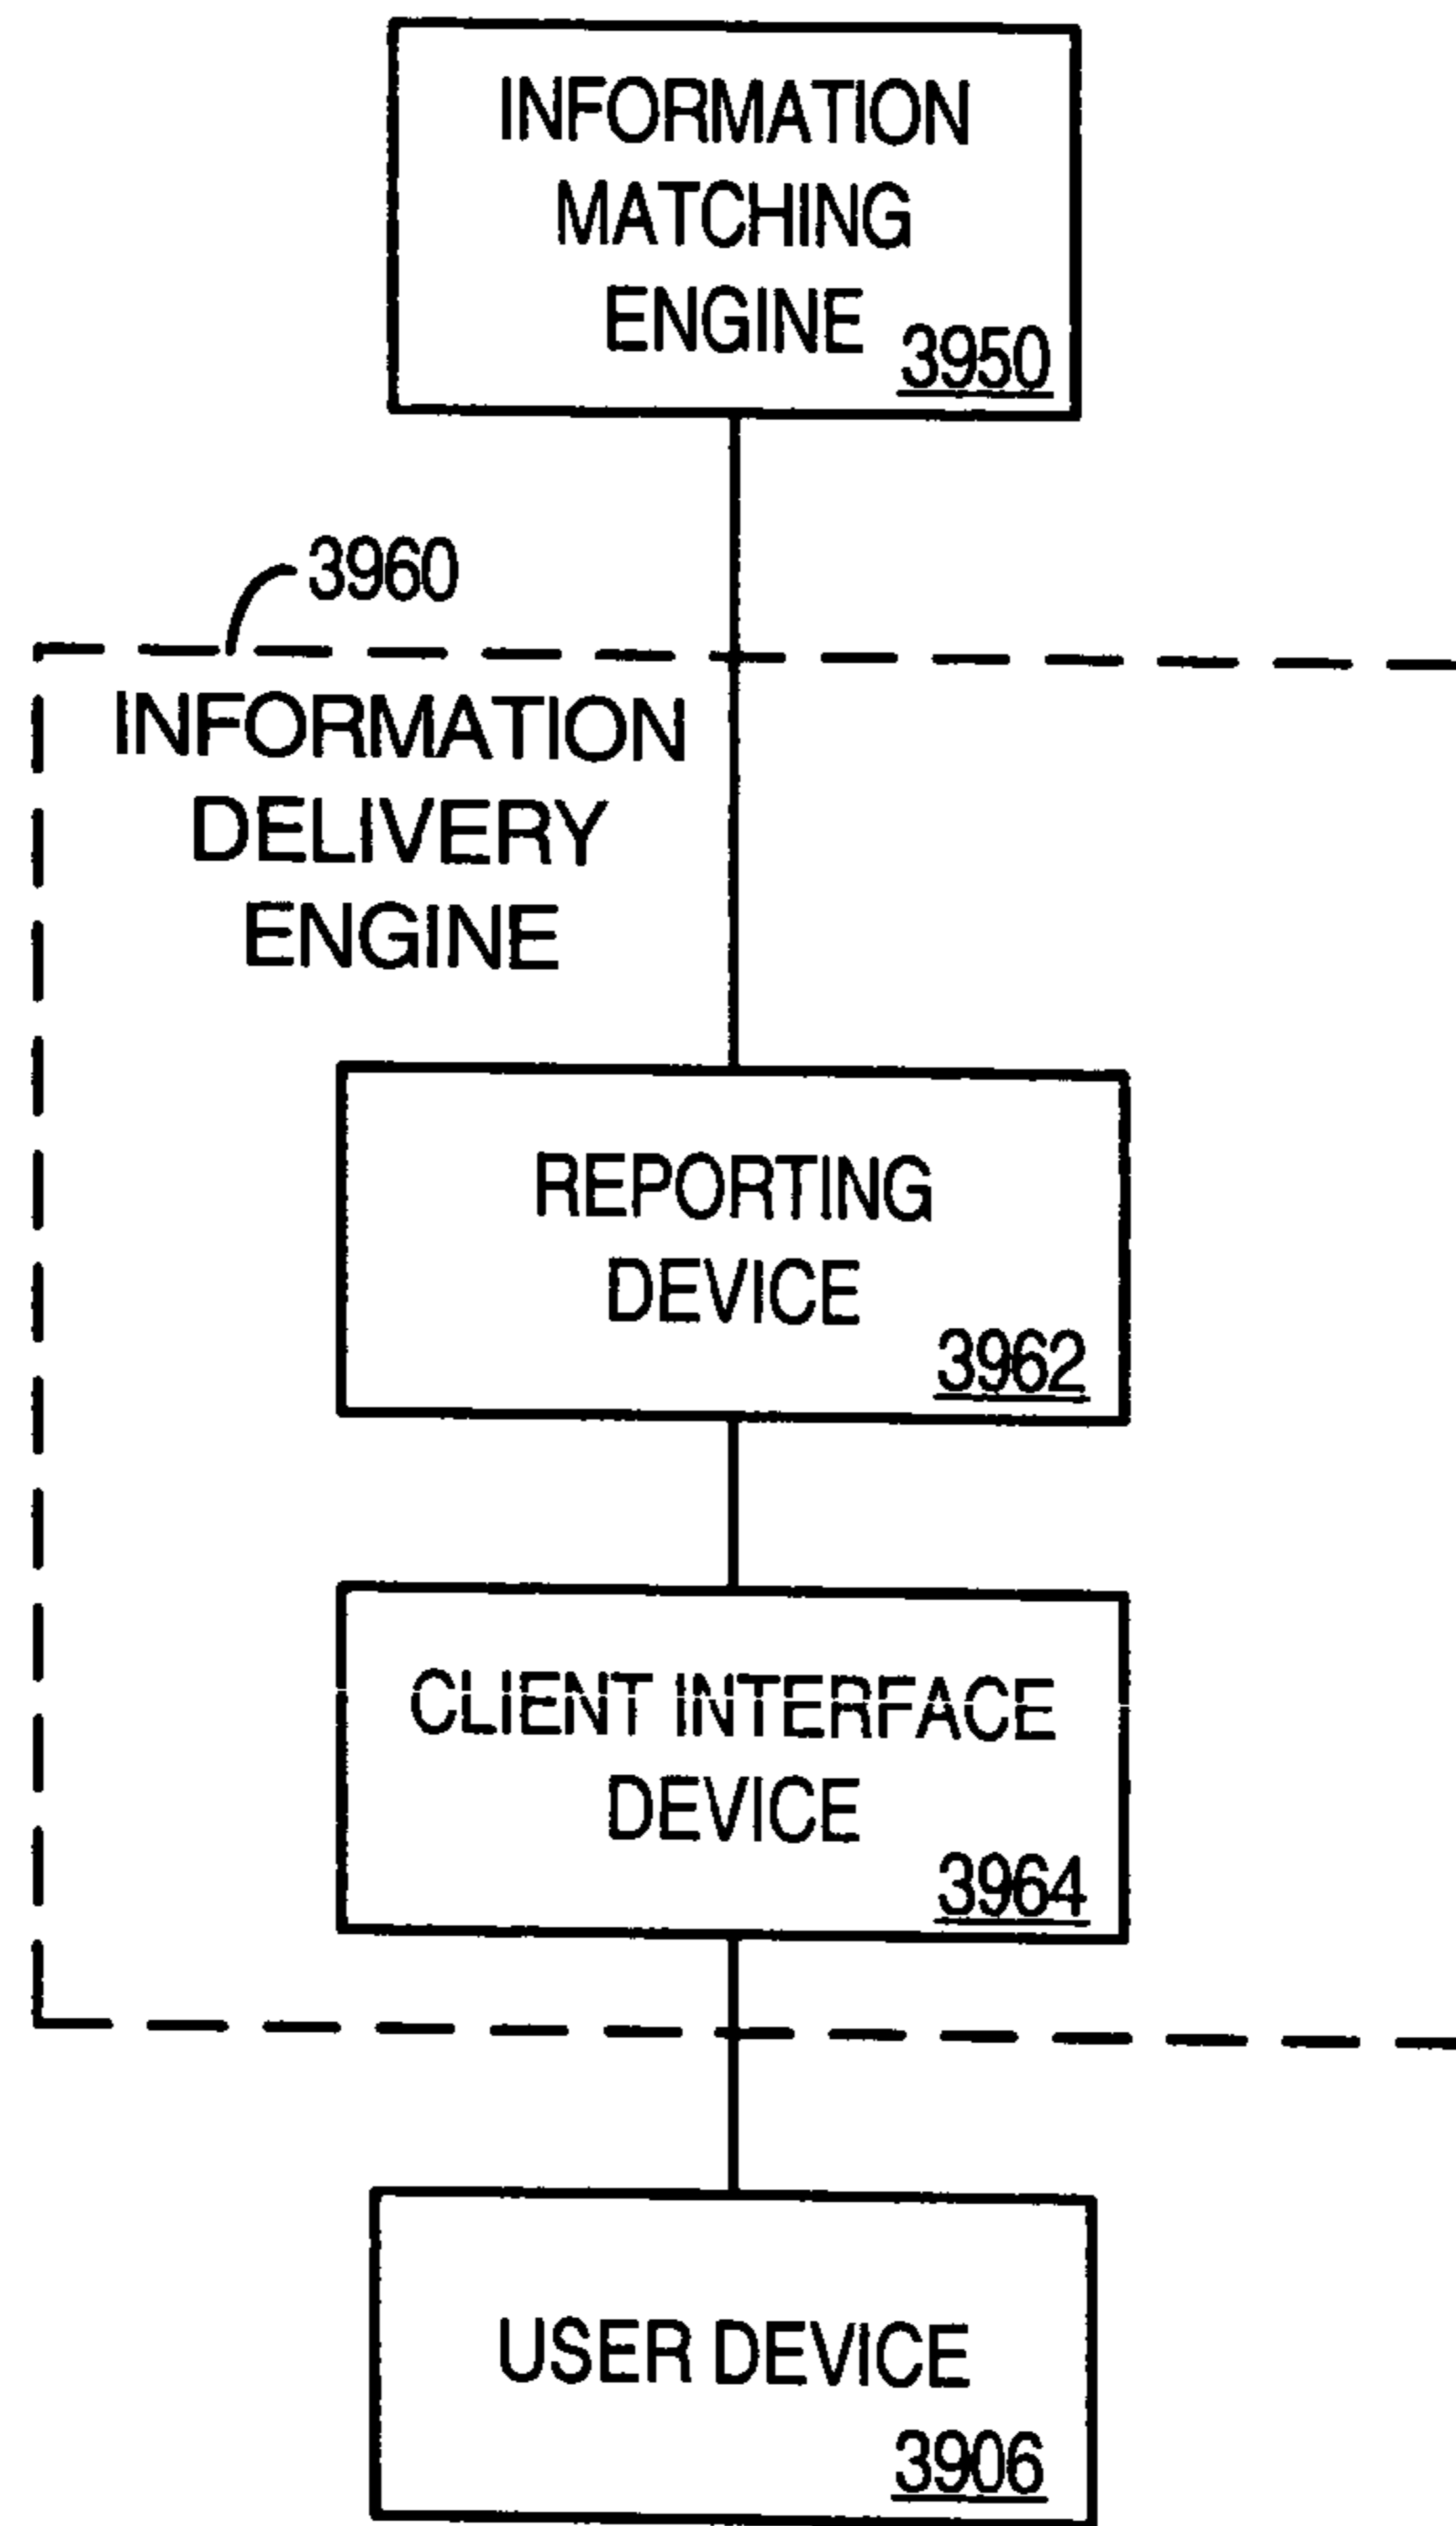 INFORMATION
MATCHING
ENGINE
3950
3960
INFORMATION
DELIVERY
ENGINE
REPORTING
DEVICE
3962
CLIENT INTERFACE
DEVICE
3964
USER DEVICE
3906